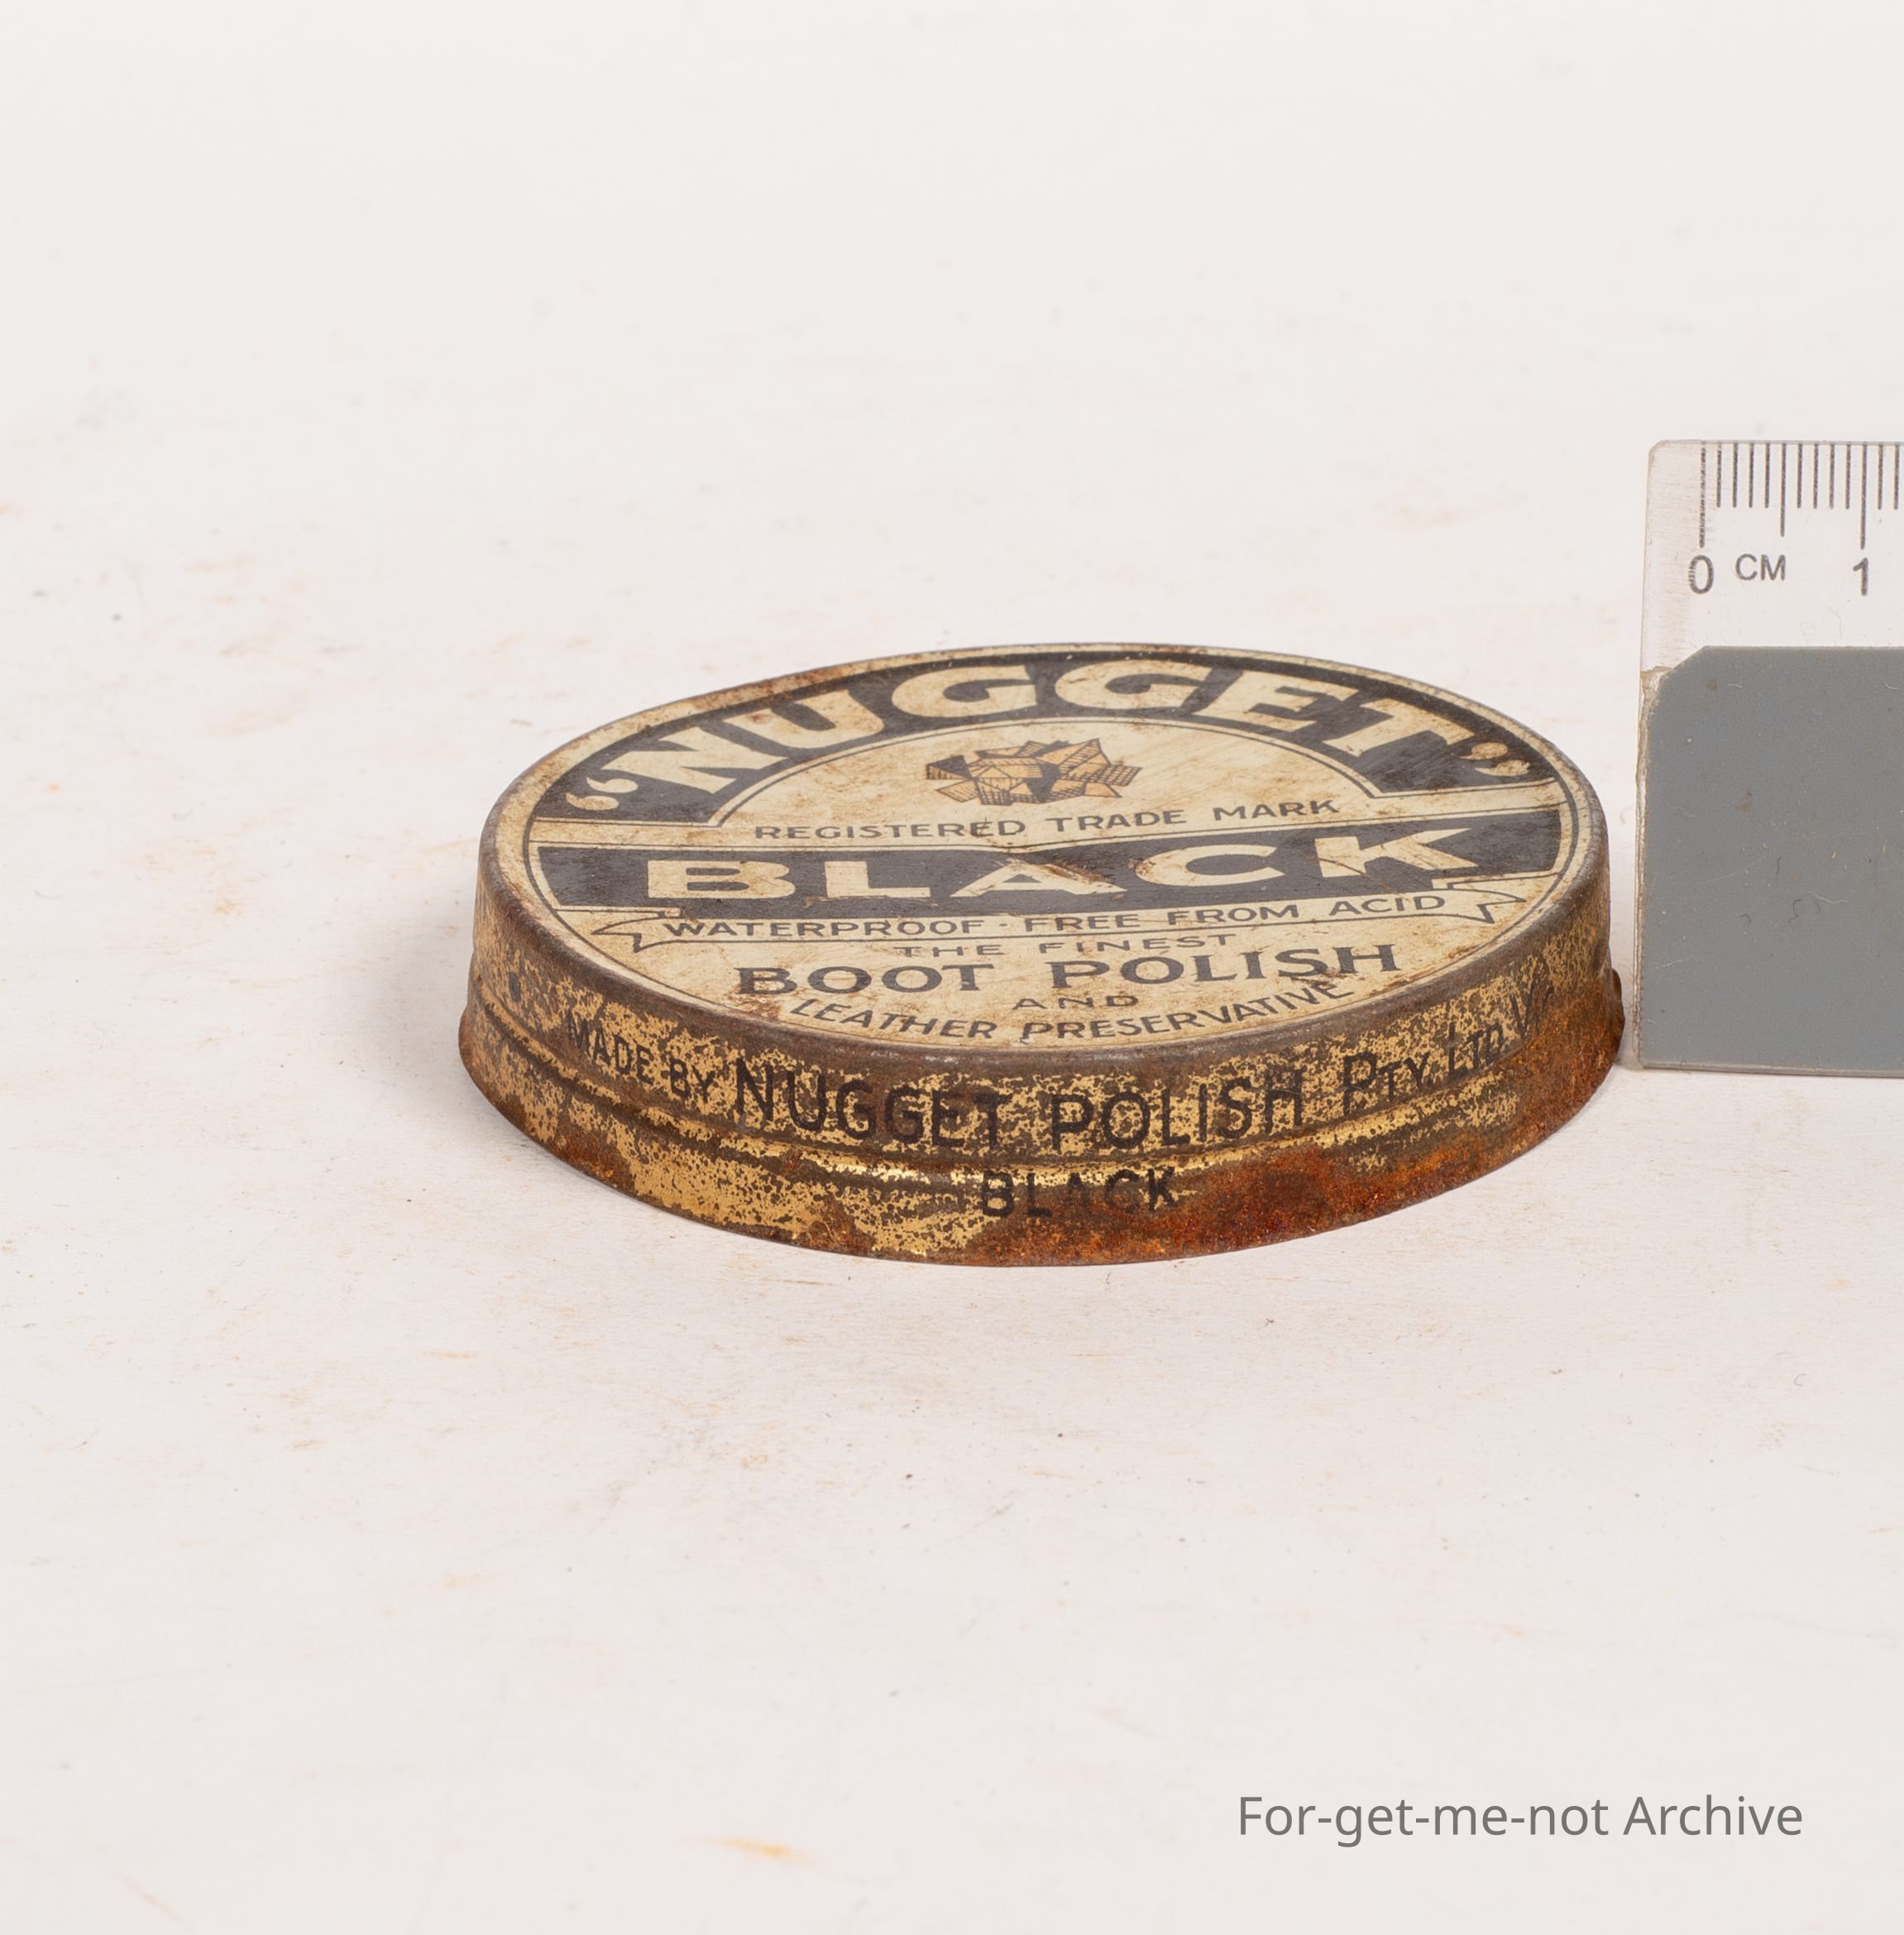 “NUGGET”
REGISTERED TRADE MARK
BLACK
WATERPROOF · FREE FROM ACID
THE FINEST
BOOT POLISH
AND
LEATHER PRESERVATIVE
MADE BY NUGGET POLISH PTY. LTD
BLACK
0 CM 1
For-get-me-not Archive